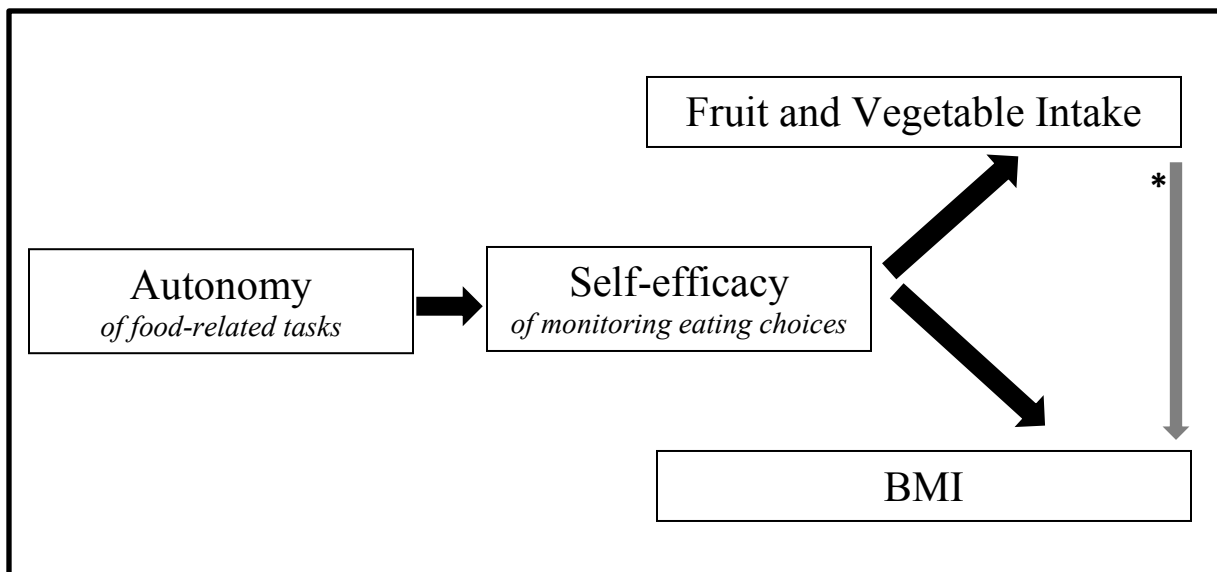 Fruit and Vegetable Intake
*
Autonomy
of food-related tasks
Self-efficacy
of monitoring eating choices
BMI